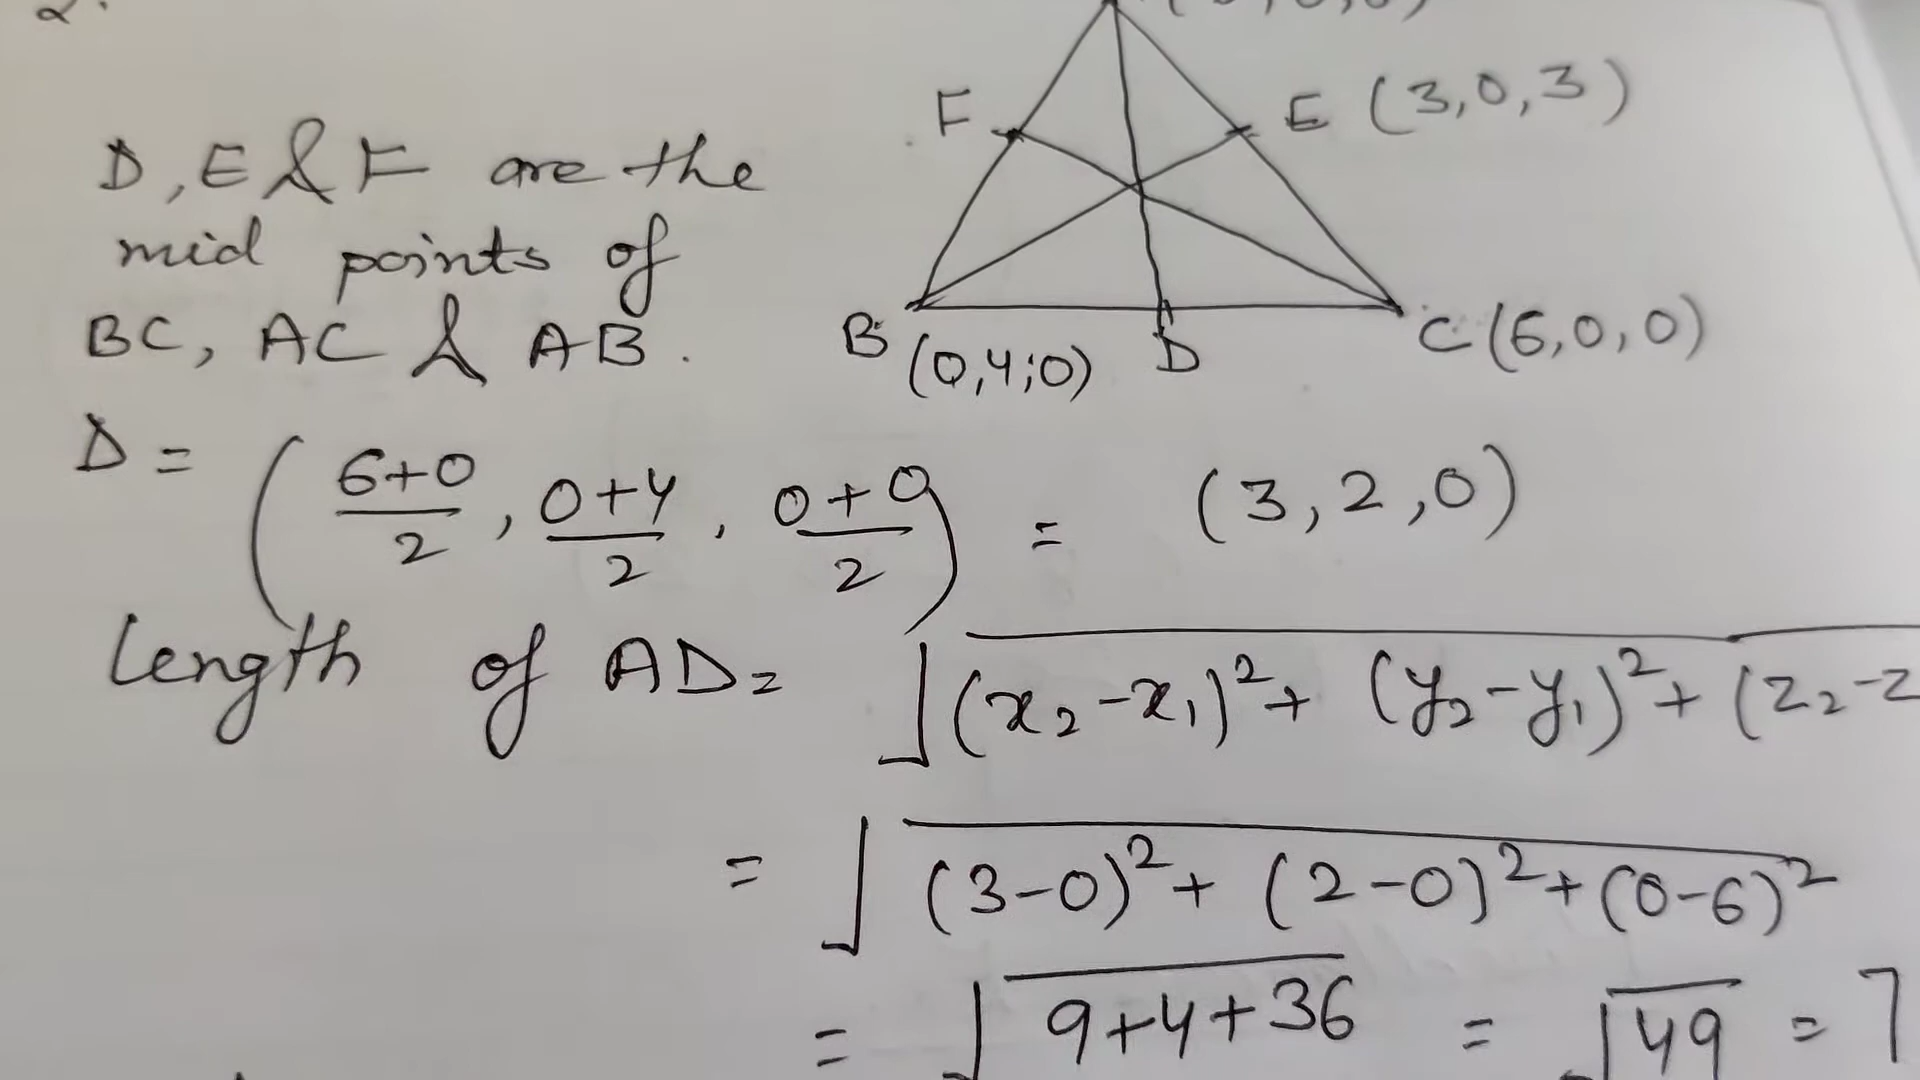 2.
F
E (3,0,3)
D, E & F are the
mid points of
BC, AC & AB.
B (0,4,0)
D
C (6,0,0)
D = (6+0/2, 0+4/2, 0+0/2) = (3,2,0)
length of AD = √(x₂-x₁)²+ (y₂-y₁)²+ (z₂-z
= √(3-0)²+ (2-0)²+(0-6)²
= √9+4+36 = √49 = 7